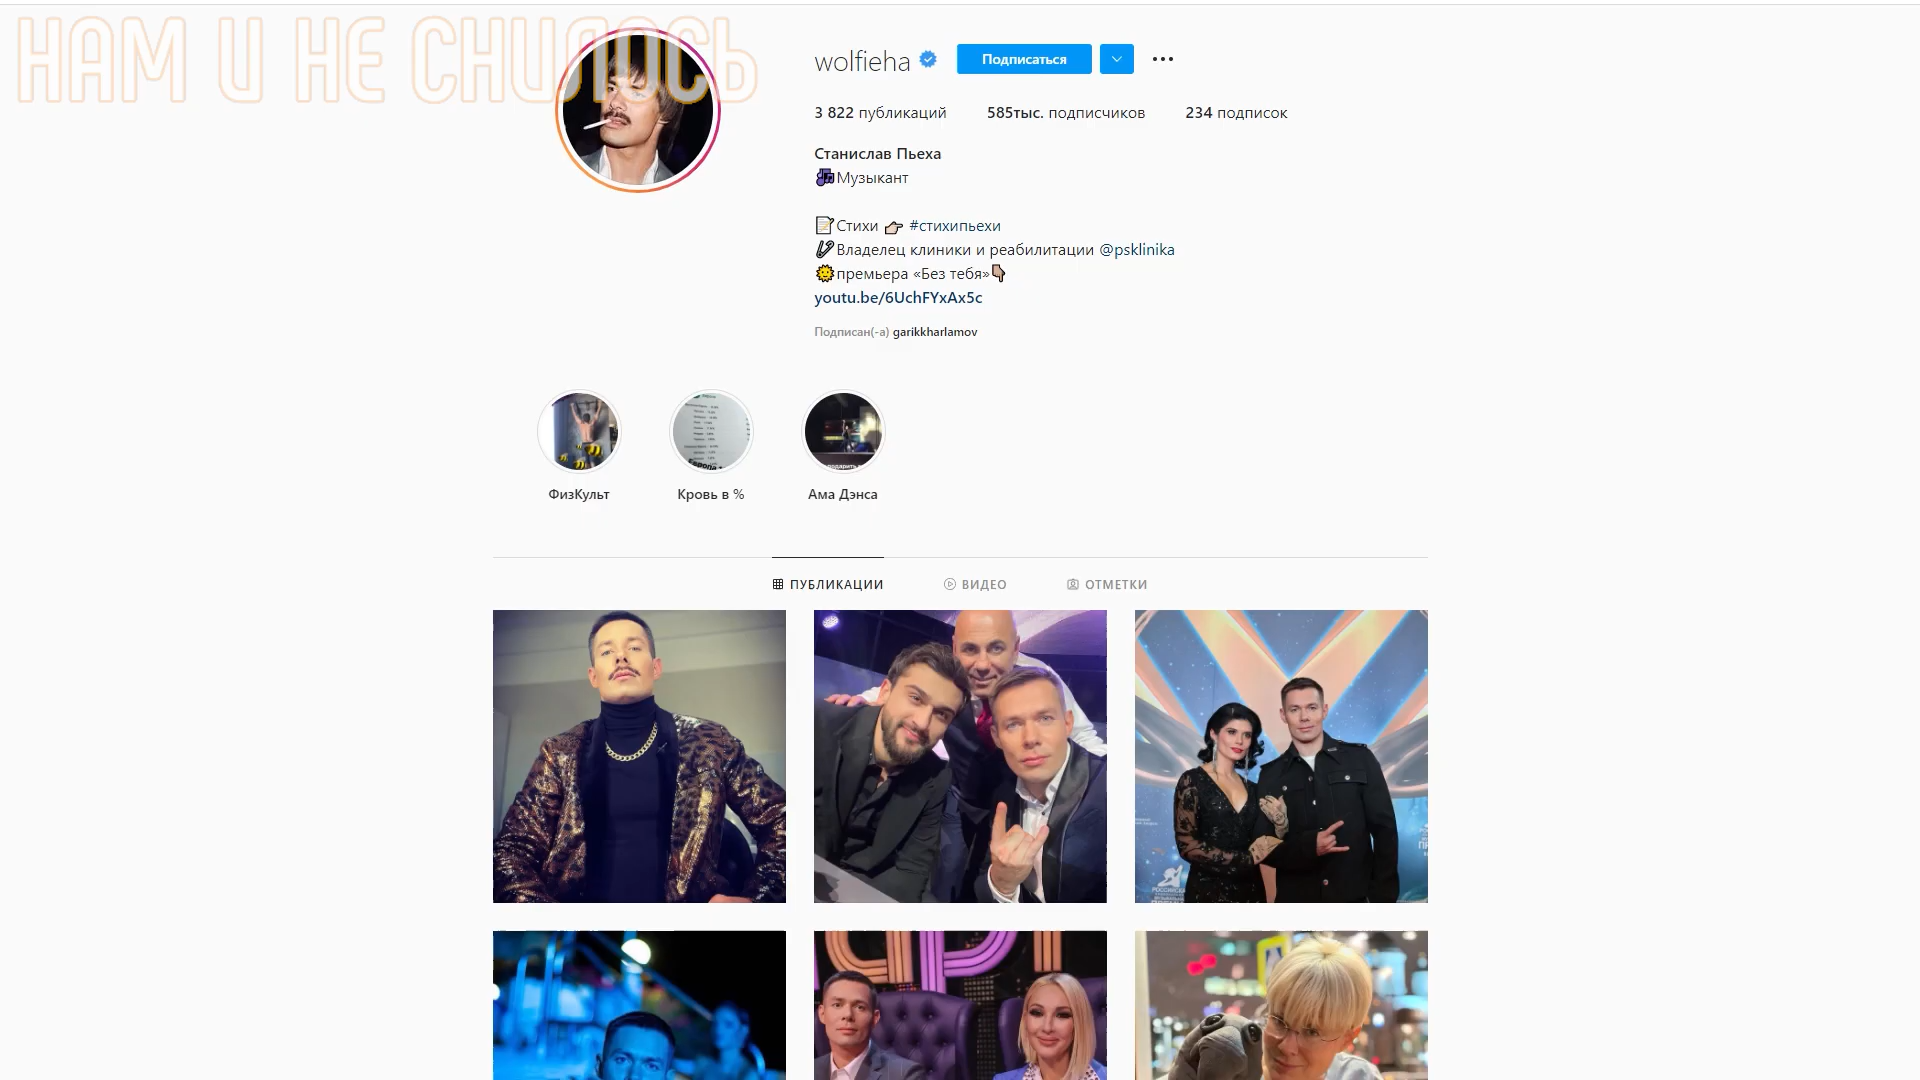 НАМ И НЕ СНИЛОСЬ
wolfieha
Подписаться
3 822 публикаций 585тыс. подписчиков 234 подписок
Станислав Пьеха
Музыкант
Стихи #стихипьехи
Владелец клиники и реабилитации @psklinika
премьера «Без тебя»
youtu.be/6UchFYxAx5c
Подписан(-а) garikkharlamov
ФизКульт Кровь в % Ама Дэнса
ПУБЛИКАЦИИ ВИДЕО ОТМЕТКИ